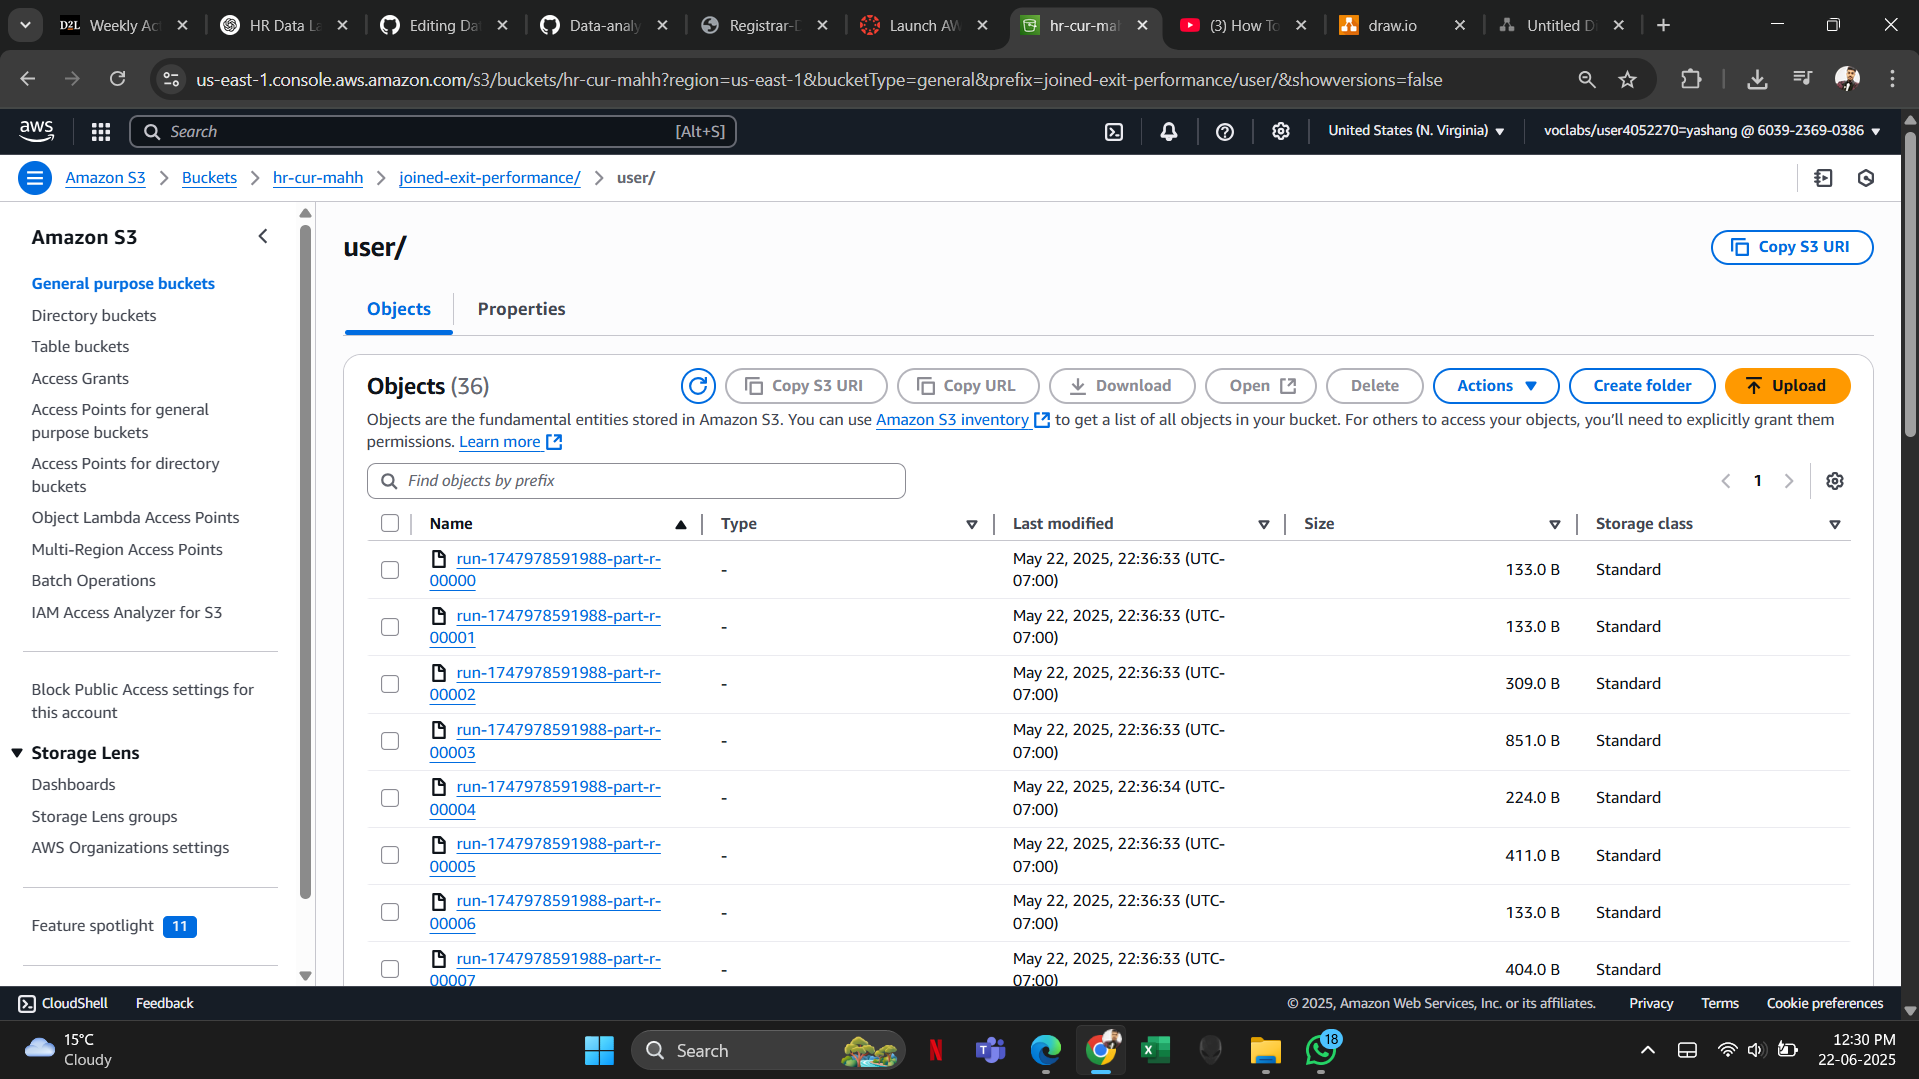 D2L Weekly Act
HR Data La
Editing Dat
Data-analy
Registrar-D
Launch AW
hr-cur-mah
(3) How To
draw.io
Untitled Di
us-east-1.console.aws.amazon.com/s3/buckets/hr-cur-mahh?region=us-east-1&bucketType=general&prefix=joined-exit-performance/user/&showversions=false
aws
Search [Alt+S]
United States (N. Virginia)
voclabs/user4052270=yashang @ 6039-2369-0386
Amazon S3
Buckets
hr-cur-mahh
joined-exit-performance/
user/
Amazon S3
General purpose buckets
Directory buckets
Table buckets
Access Grants
Access Points for general
purpose buckets
Access Points for directory
buckets
Object Lambda Access Points
Multi-Region Access Points
Batch Operations
IAM Access Analyzer for S3
Block Public Access settings for
this account
Storage Lens
Dashboards
Storage Lens groups
AWS Organizations settings
Feature spotlight 11
user/
Copy S3 URI
Objects
Properties
Objects (36)
Copy S3 URI
Copy URL
Download
Open
Delete
Actions
Create folder
Upload
Objects are the fundamental entities stored in Amazon S3. You can use Amazon S3 inventory to get a list of all objects in your bucket. For others to access your objects, you'll need to explicitly grant them
permissions. Learn more
Find objects by prefix
1
Name Type Last modified Size Storage class
run-1747978591988-part-r- May 22, 2025, 22:36:33 (UTC-
00000 - 07:00) 133.0 B Standard
run-1747978591988-part-r- May 22, 2025, 22:36:33 (UTC-
00001 - 07:00) 133.0 B Standard
run-1747978591988-part-r- May 22, 2025, 22:36:33 (UTC-
00002 - 07:00) 309.0 B Standard
run-1747978591988-part-r- May 22, 2025, 22:36:33 (UTC-
00003 - 07:00) 851.0 B Standard
run-1747978591988-part-r- May 22, 2025, 22:36:34 (UTC-
00004 - 07:00) 224.0 B Standard
run-1747978591988-part-r- May 22, 2025, 22:36:33 (UTC-
00005 - 07:00) 411.0 B Standard
run-1747978591988-part-r- May 22, 2025, 22:36:33 (UTC-
00006 - 07:00) 133.0 B Standard
run-1747978591988-part-r- May 22, 2025, 22:36:33 (UTC-
00007 - 07:00) 404.0 B Standard
CloudShell
Feedback
© 2025, Amazon Web Services, Inc. or its affiliates.
Privacy
Terms
Cookie preferences
15°C
Cloudy
Search
18
12:30 PM
22-06-2025